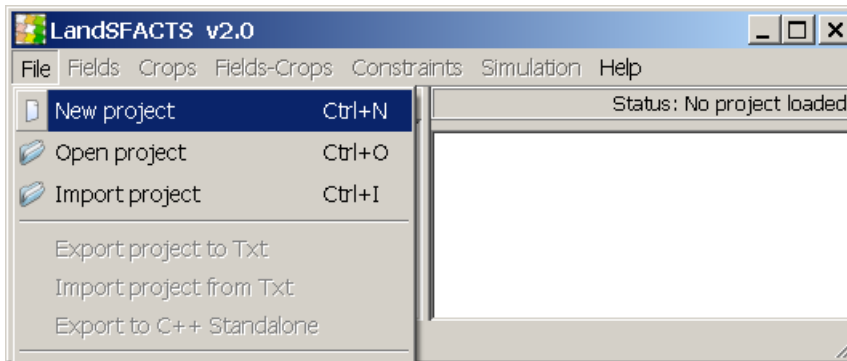 LandSFACTS v2.0
File Fields Crops Fields-Crops Constraints Simulation Help
New project Ctrl+N
Status: No project loaded
Open project Ctrl+O
Import project Ctrl+I
Export project to Txt
Import project from Txt
Export to C++ Standalone